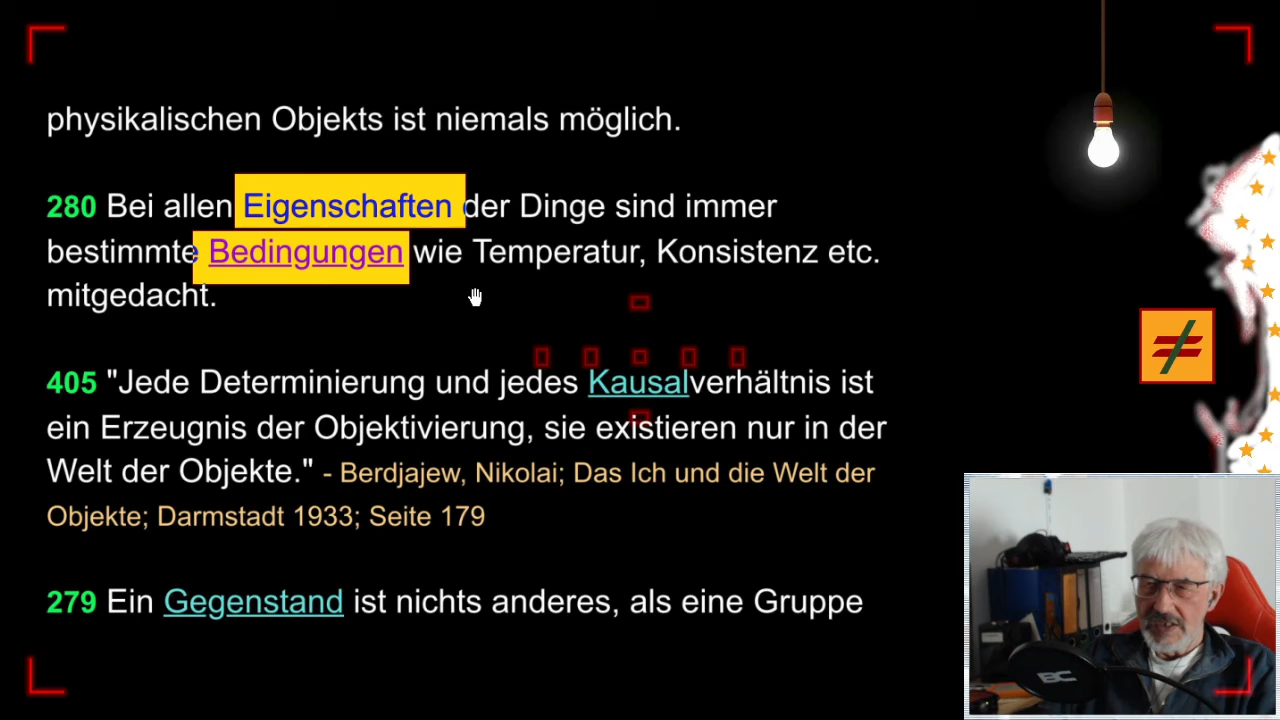 physikalischen Objekts ist niemals möglich.
280 Bei allen Eigenschaften der Dinge sind immer
bestimmte Bedingungen wie Temperatur, Konsistenz etc.
mitgedacht.
405 "Jede Determinierung und jedes Kausalverhältnis ist
ein Erzeugnis der Objektivierung, sie existieren nur in der
Welt der Objekte." - Berdjajew, Nikolai; Das Ich und die Welt der
Objekte; Darmstadt 1933; Seite 179
279 Ein Gegenstand ist nichts anderes, als eine Gruppe
≠